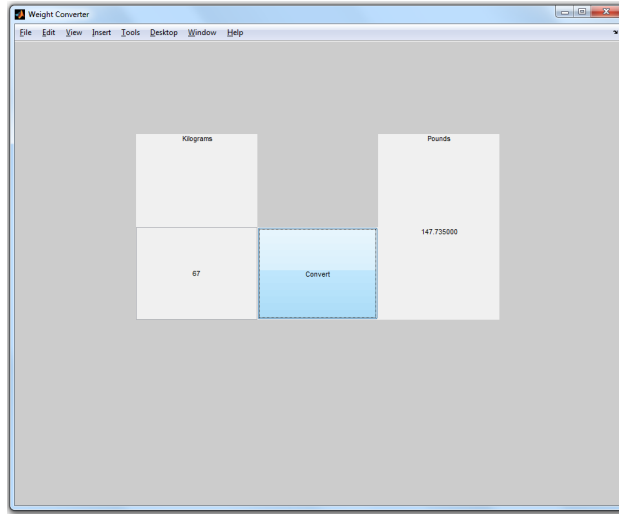 Weight Converter
File Edit View Insert Tools Desktop Window Help
Kilograms
Pounds
147.735000
67
Convert